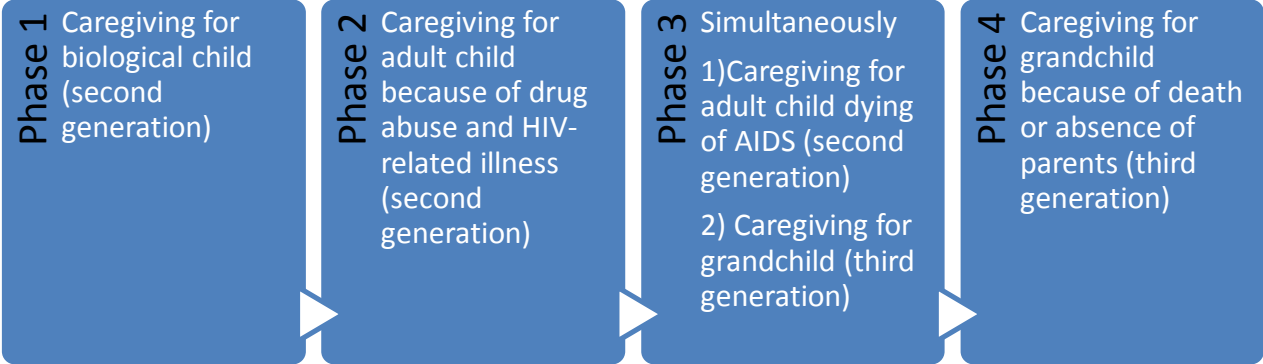 Phase 1
Caregiving for
biological child
(second
generation)
Phase 2
Caregiving for
adult child
because of drug
abuse and HIV-
related illness
(second
generation)
Phase 3
Simultaneously
1)Caregiving for
adult child dying
of AIDS (second
generation)
2) Caregiving for
grandchild (third
generation)
Phase 4
Caregiving for
grandchild
because of death
or absence of
parents (third
generation)